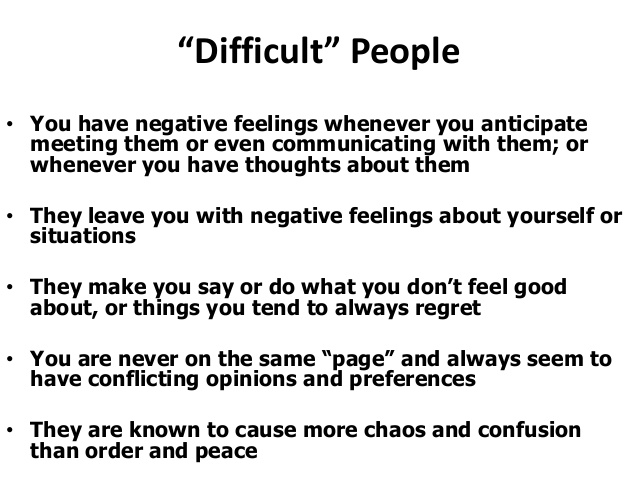 “Difficult” People
• You have negative feelings whenever you anticipate
meeting them or even communicating with them; or
whenever you have thoughts about them
• They leave you with negative feelings about yourself or
situations
• They make you say or do what you don’t feel good
about, or things you tend to always regret
• You are never on the same “page” and always seem to
have conflicting opinions and preferences
• They are known to cause more chaos and confusion
than order and peace